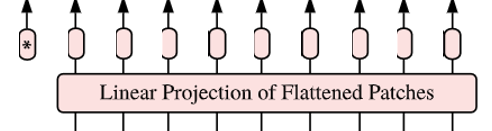 *
Linear Projection of Flattened Patches